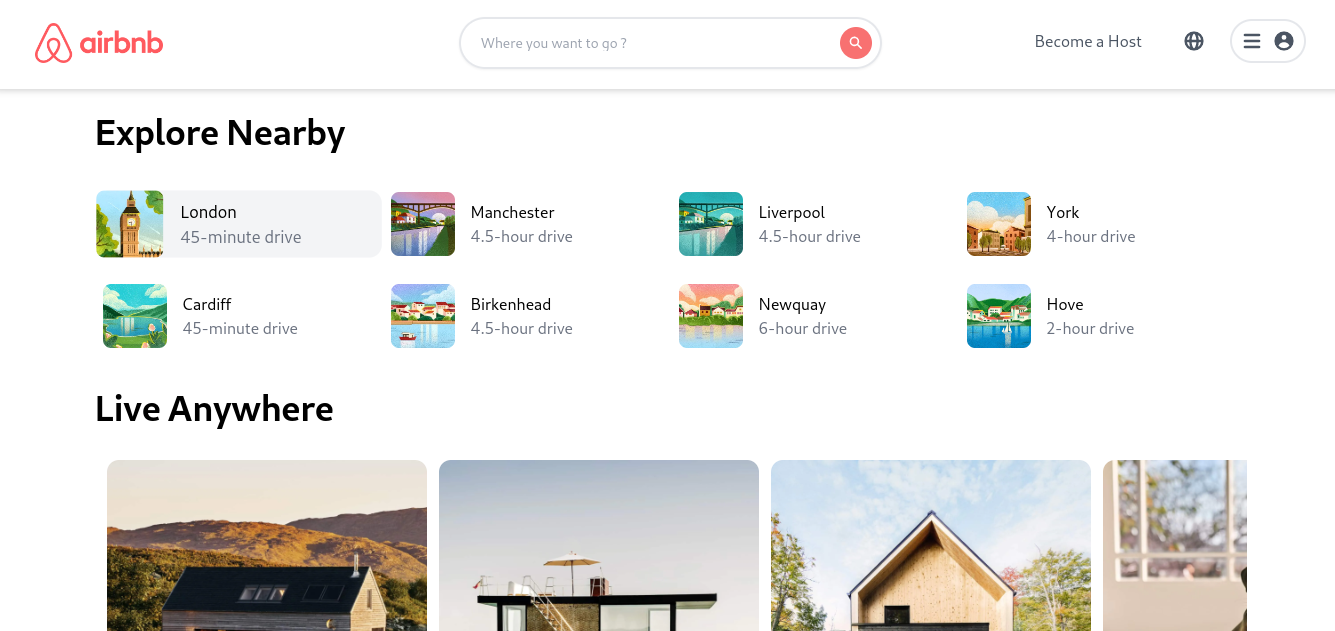 airbnb
Where you want to go ?
Become a Host
Explore Nearby
London
45-minute drive
Manchester
4.5-hour drive
Liverpool
4.5-hour drive
York
4-hour drive
Cardiff
45-minute drive
Birkenhead
4.5-hour drive
Newquay
6-hour drive
Hove
2-hour drive
Live Anywhere